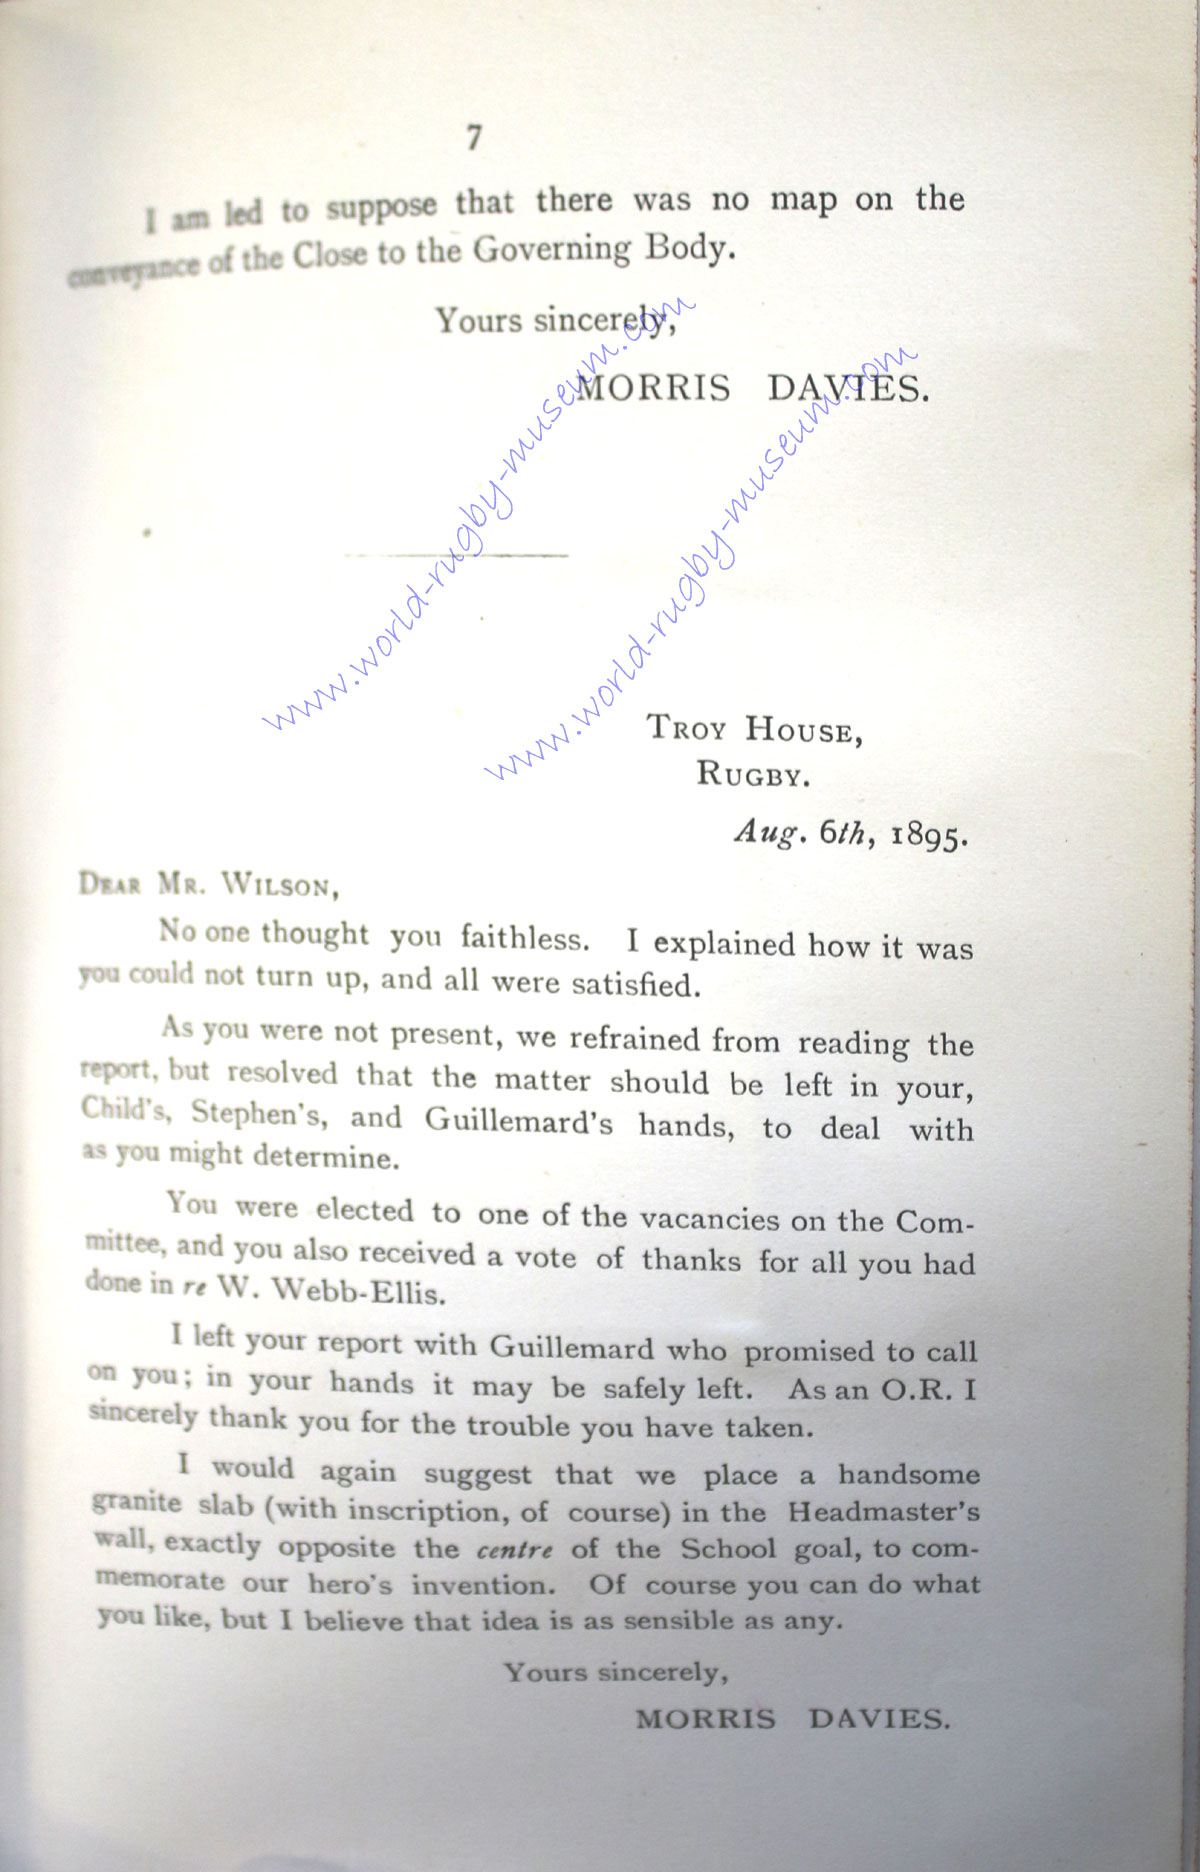 7
I am led to suppose that there was no map on the
conveyance of the Close to the Governing Body.
Yours sincerely,
MORRIS DAVIES.
www.world-rugby-museum.com
www.world-rugby-museum.com
TROY HOUSE,
RUGBY.
Aug. 6th, 1895.
DEAR MR. WILSON,
No one thought you faithless. I explained how it was
you could not turn up, and all were satisfied.
As you were not present, we refrained from reading the
report, but resolved that the matter should be left in your,
Child's, Stephen's, and Guillemard's hands, to deal with
as you might determine.
You were elected to one of the vacancies on the Com-
mittee, and you also received a vote of thanks for all you had
done in re W. Webb-Ellis.
I left your report with Guillemard who promised to call
on you; in your hands it may be safely left. As an O.R. I
sincerely thank you for the trouble you have taken.
I would again suggest that we place a handsome
granite slab (with inscription, of course) in the Headmaster's
wall, exactly opposite the centre of the School goal, to com-
memorate our hero's invention. Of course you can do what
you like, but I believe that idea is as sensible as any.
Yours sincerely,
MORRIS DAVIES.